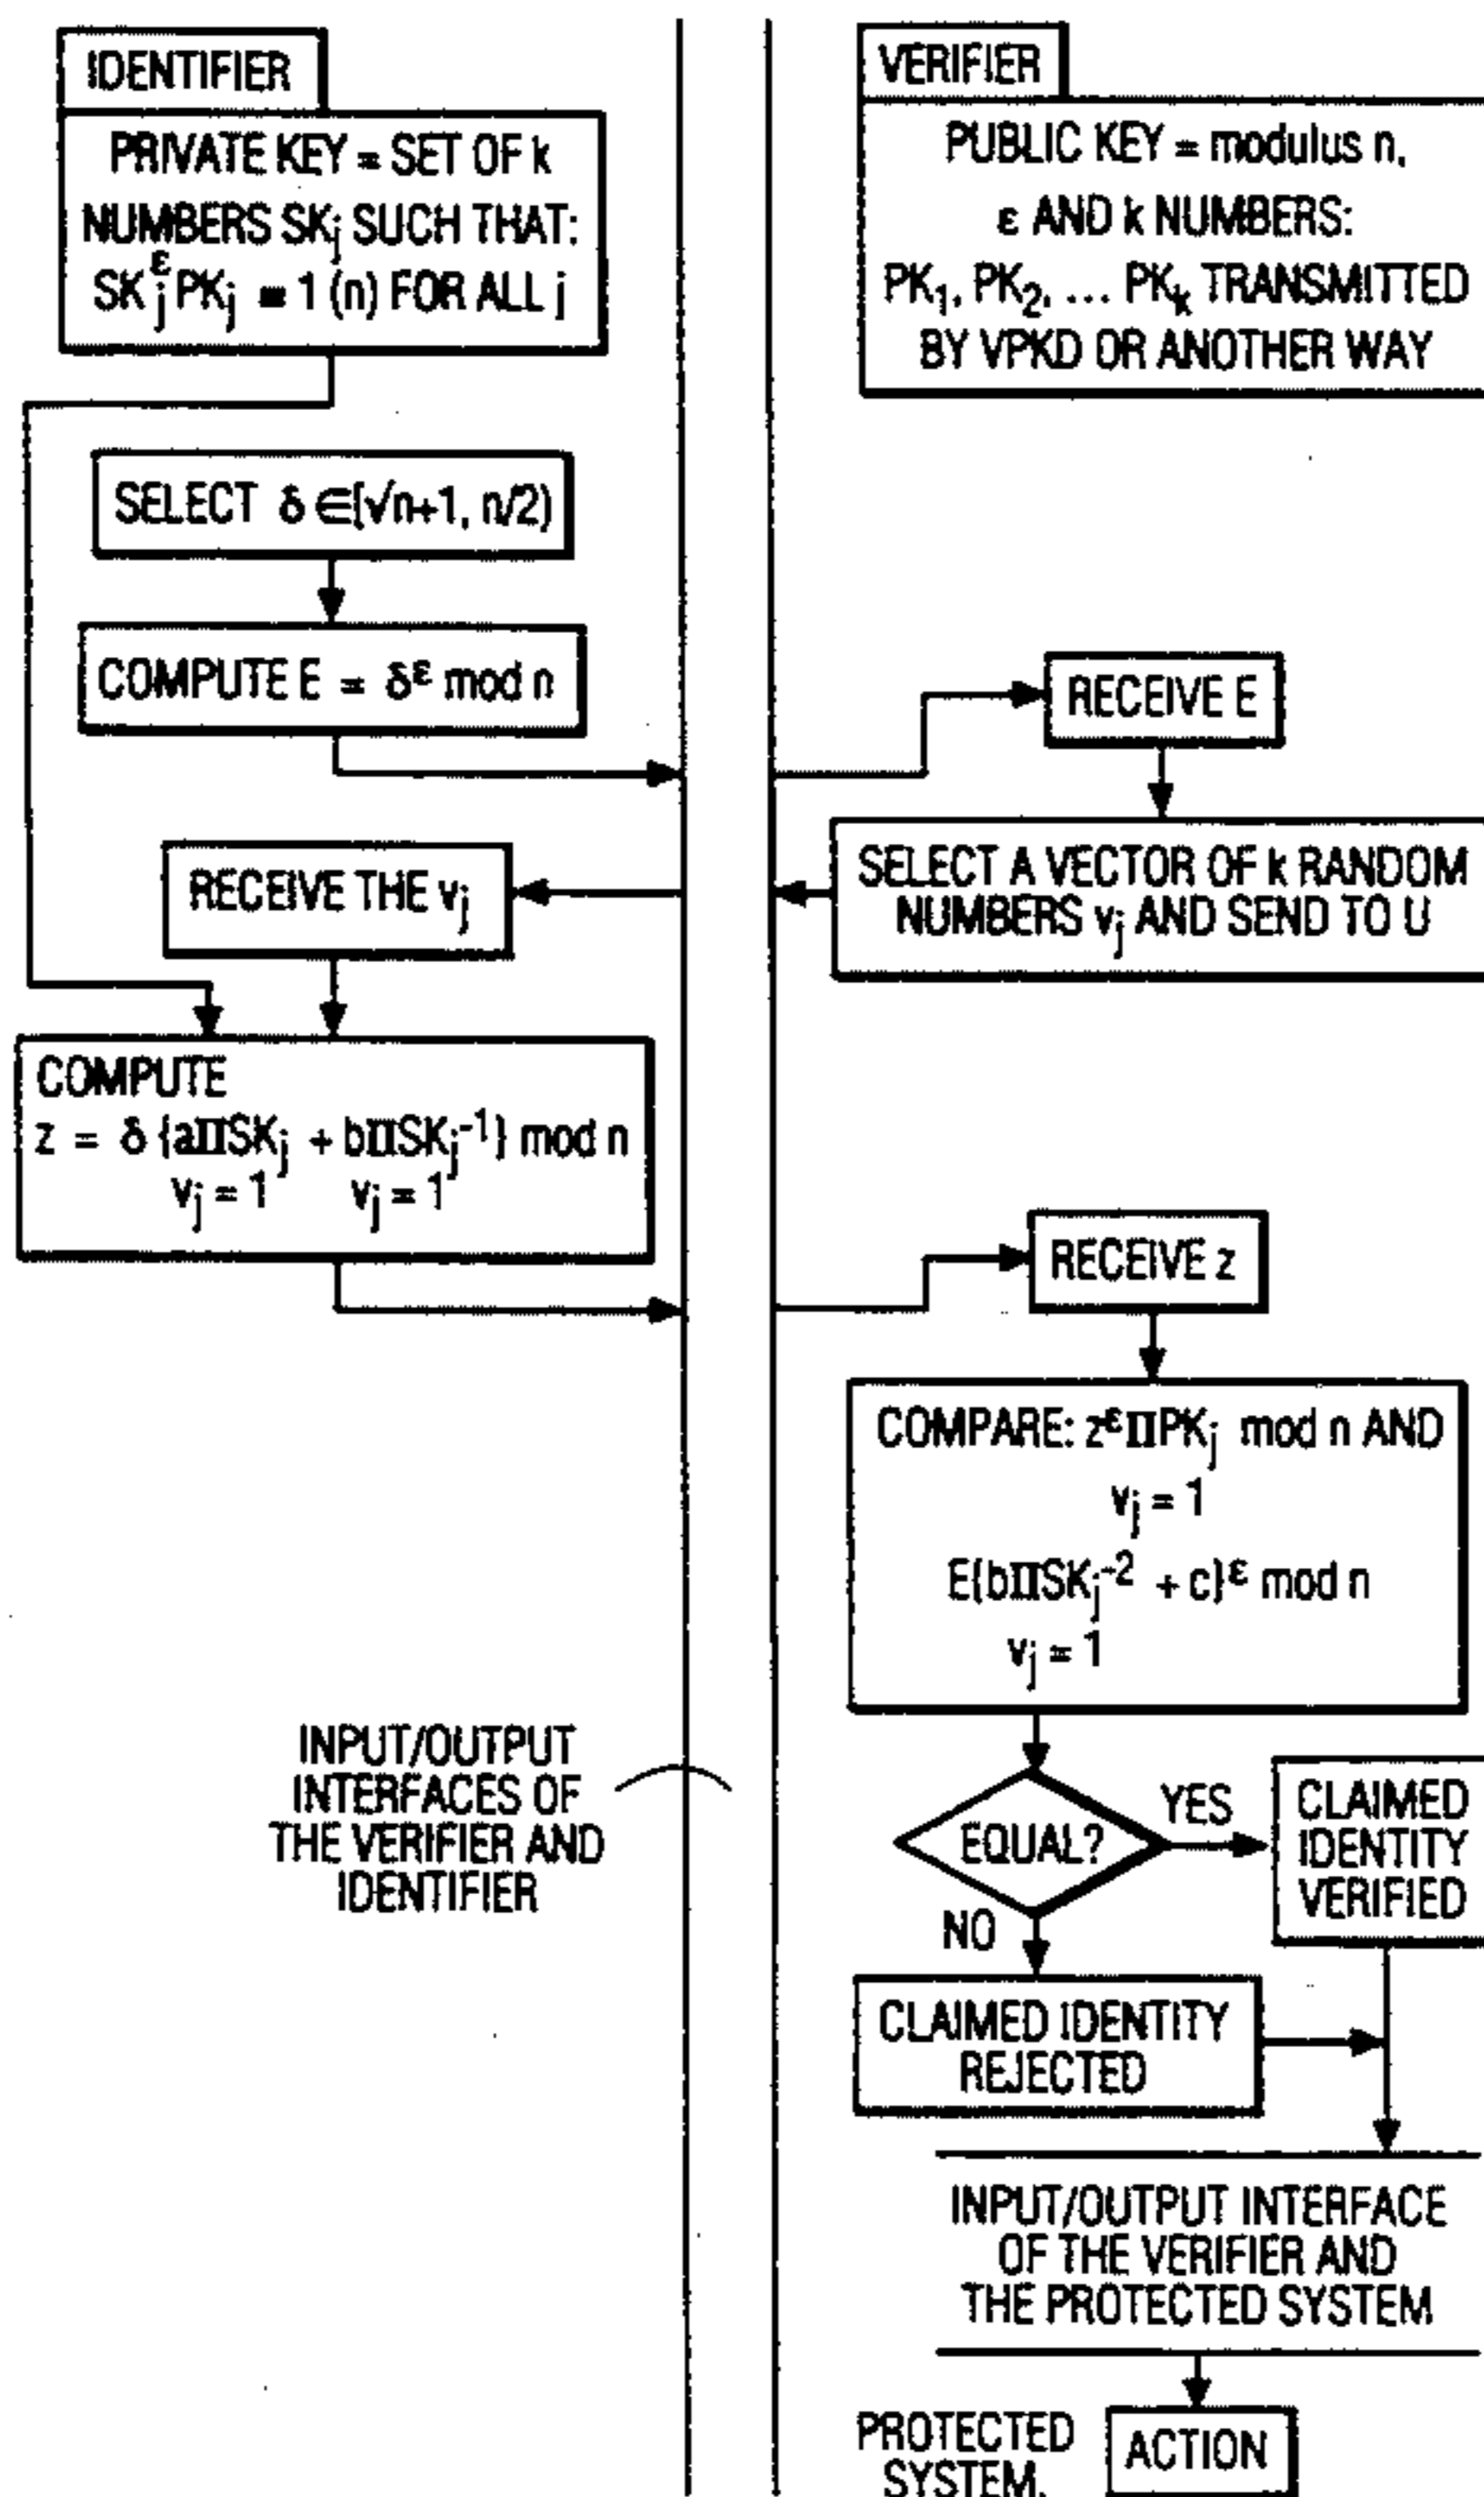 IDENTIFIER
PRIVATE KEY = SET OF k
NUMBERS SKj SUCH THAT:
SKj^ε PKj ≡ 1 (n) FOR ALL j
SELECT δ ∈[√n+1, n/2)
COMPUTE E = δ^ε mod n
RECEIVE THE vj
COMPUTE
z = δ {aΠSKj + bΠSKj^-1} mod n
vj = 1 vj = 1
INPUT/OUTPUT
INTERFACES OF
THE VERIFIER AND
IDENTIFIER
VERIFIER
PUBLIC KEY = modulus n,
ε AND k NUMBERS:
PK1, PK2, ... PKk TRANSMITTED
BY VPKD OR ANOTHER WAY
RECEIVE E
SELECT A VECTOR OF k RANDOM
NUMBERS vj AND SEND TO U
RECEIVE z
COMPARE: z^ε ΠPKj mod n AND
vj = 1
E{bΠSKj^-2 + c}^ε mod n
vj = 1
EQUAL?
YES
CLAIMED
IDENTITY
VERIFIED
NO
CLAIMED IDENTITY
REJECTED
INPUT/OUTPUT INTERFACE
OF THE VERIFIER AND
THE PROTECTED SYSTEM
PROTECTED
SYSTEM.
ACTION